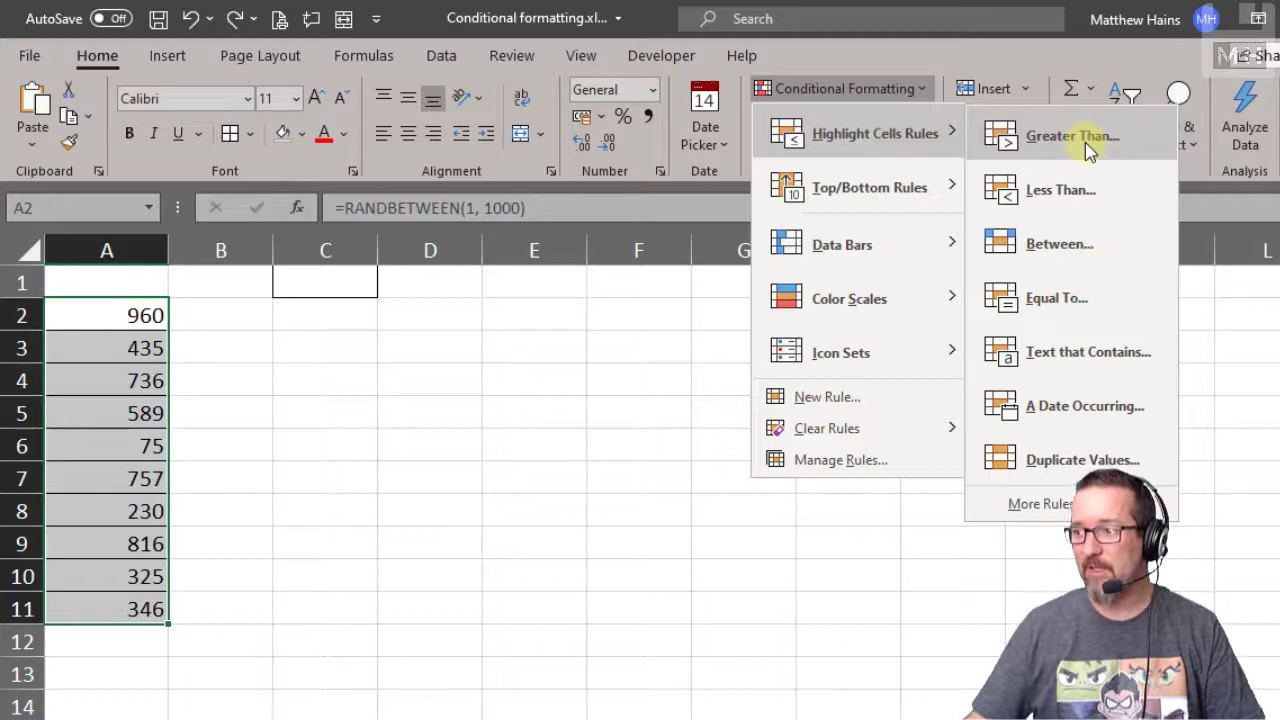 AutoSave Off Conditional formatting.xl... Search Matthew Hains MH
File Home Insert Page Layout Formulas Data Review View Developer Help Sha
Calibri 11 A A General 14 Conditional Formatting Insert Σ
Paste B I U A ab c % 9 Date Picker & Analyze Data
Clipboard Font Alignment Number Date Analysis
A2 fx =RANDBETWEEN(1, 1000)
A B C D E F G L
1
2 960
3 435
4 736
5 589
6 75
7 757
8 230
9 816
10 325
11 346
12
13
14
Highlight Cells Rules
Top/Bottom Rules
Data Bars
Color Scales
Icon Sets
New Rule...
Clear Rules
Manage Rules...
Greater Than...
Less Than...
Between...
Equal To...
Text that Contains...
A Date Occurring...
Duplicate Values...
More Rules